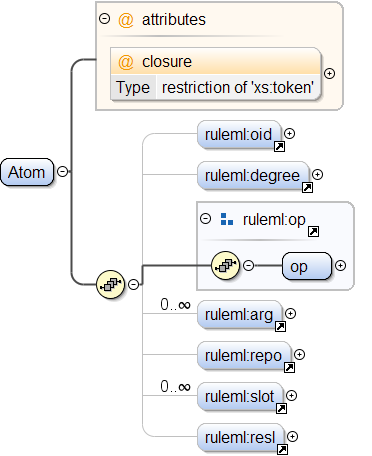 @ attributes
@ closure
Type restriction of 'xs:token'
Atom
ruleml:oid
ruleml:degree
ruleml:op
op
0..∞
ruleml:arg
ruleml:repo
0..∞
ruleml:slot
ruleml:resl